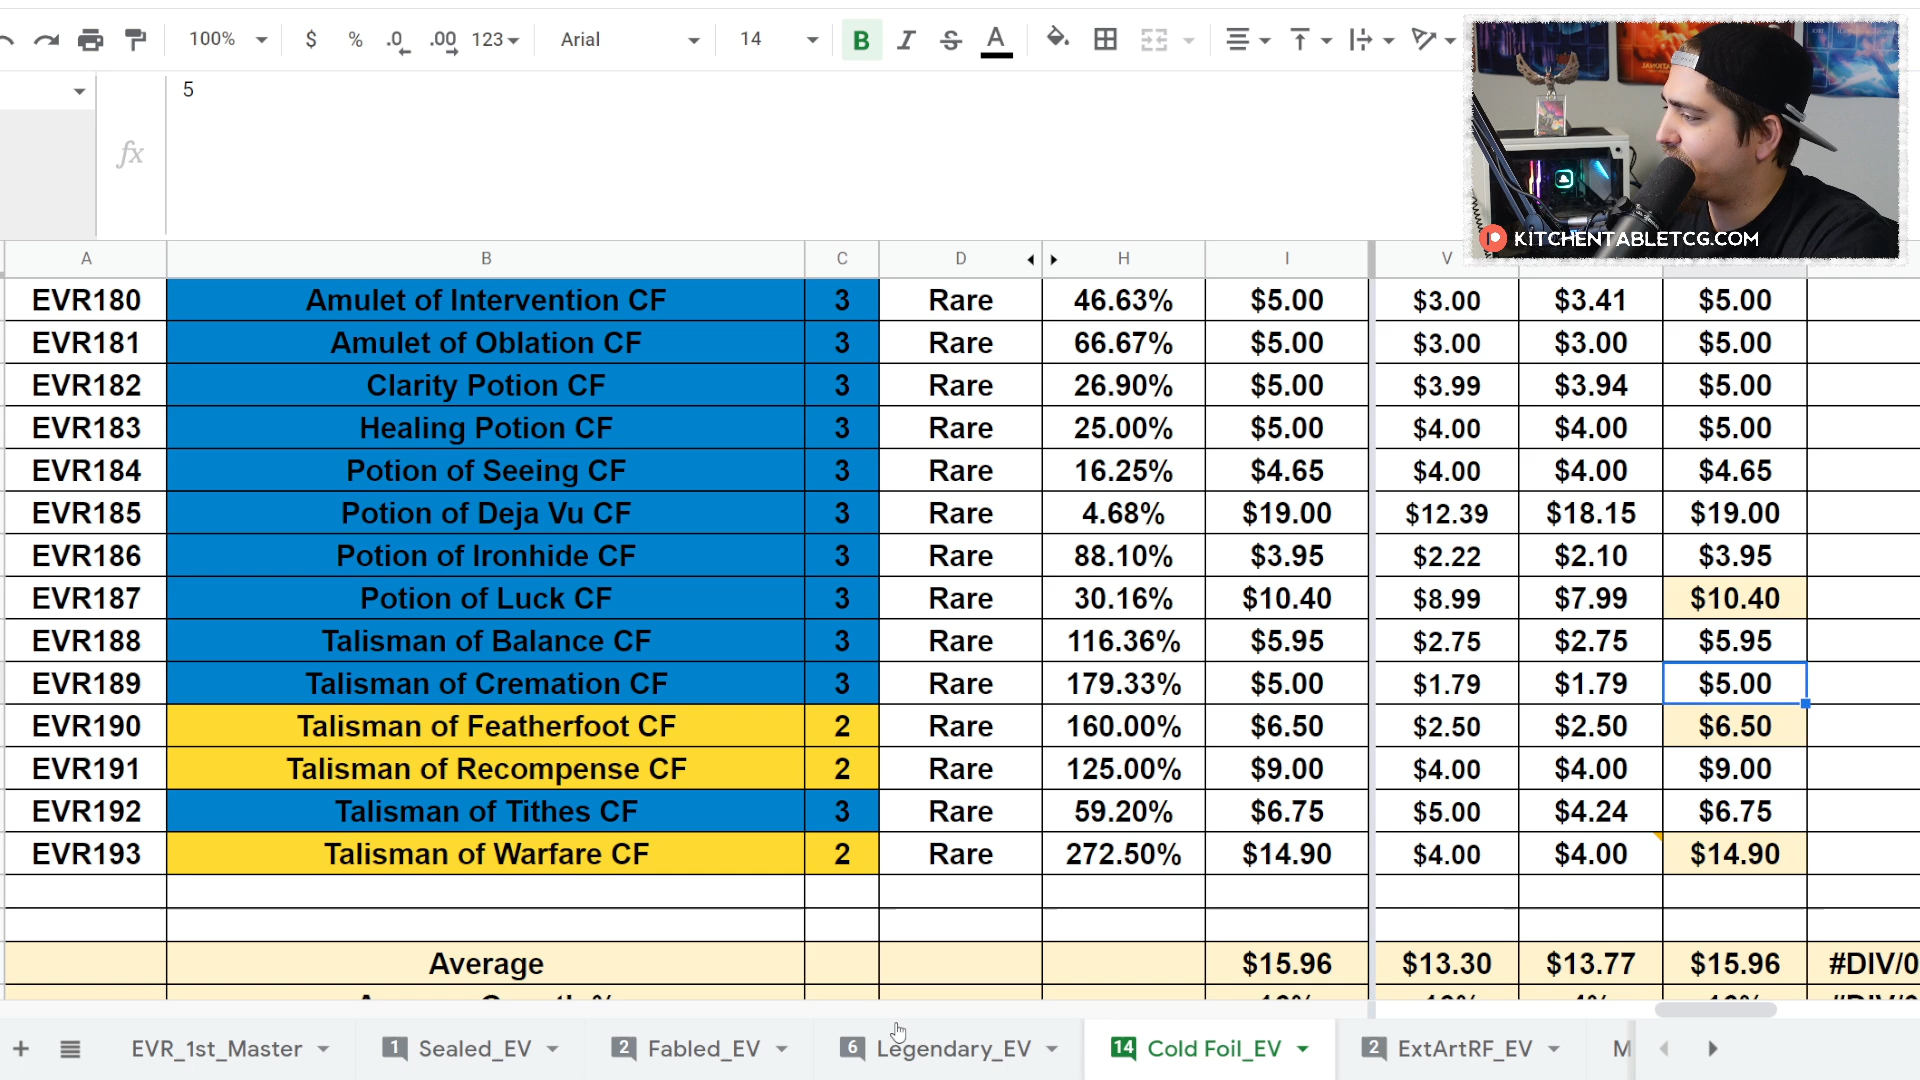 100% $ % .0 .00 123 Arial 14 B I S A
5
fx
KITCHENTABLETCG.COM
A B C D H I V
EVR180 Amulet of Intervention CF 3 Rare 46.63% $5.00 $3.00 $3.41 $5.00
EVR181 Amulet of Oblation CF 3 Rare 66.67% $5.00 $3.00 $3.00 $5.00
EVR182 Clarity Potion CF 3 Rare 26.90% $5.00 $3.99 $3.94 $5.00
EVR183 Healing Potion CF 3 Rare 25.00% $5.00 $4.00 $4.00 $5.00
EVR184 Potion of Seeing CF 3 Rare 16.25% $4.65 $4.00 $4.00 $4.65
EVR185 Potion of Deja Vu CF 3 Rare 4.68% $19.00 $12.39 $18.15 $19.00
EVR186 Potion of Ironhide CF 3 Rare 88.10% $3.95 $2.22 $2.10 $3.95
EVR187 Potion of Luck CF 3 Rare 30.16% $10.40 $8.99 $7.99 $10.40
EVR188 Talisman of Balance CF 3 Rare 116.36% $5.95 $2.75 $2.75 $5.95
EVR189 Talisman of Cremation CF 3 Rare 179.33% $5.00 $1.79 $1.79 $5.00
EVR190 Talisman of Featherfoot CF 2 Rare 160.00% $6.50 $2.50 $2.50 $6.50
EVR191 Talisman of Recompense CF 2 Rare 125.00% $9.00 $4.00 $4.00 $9.00
EVR192 Talisman of Tithes CF 3 Rare 59.20% $6.75 $5.00 $4.24 $6.75
EVR193 Talisman of Warfare CF 2 Rare 272.50% $14.90 $4.00 $4.00 $14.90
Average $15.96 $13.30 $13.77 $15.96 #DIV/0
EVR_1st_Master 1 Sealed_EV 2 Fabled_EV 6 Legendary_EV 14 Cold Foil_EV 2 ExtArtRF_EV M